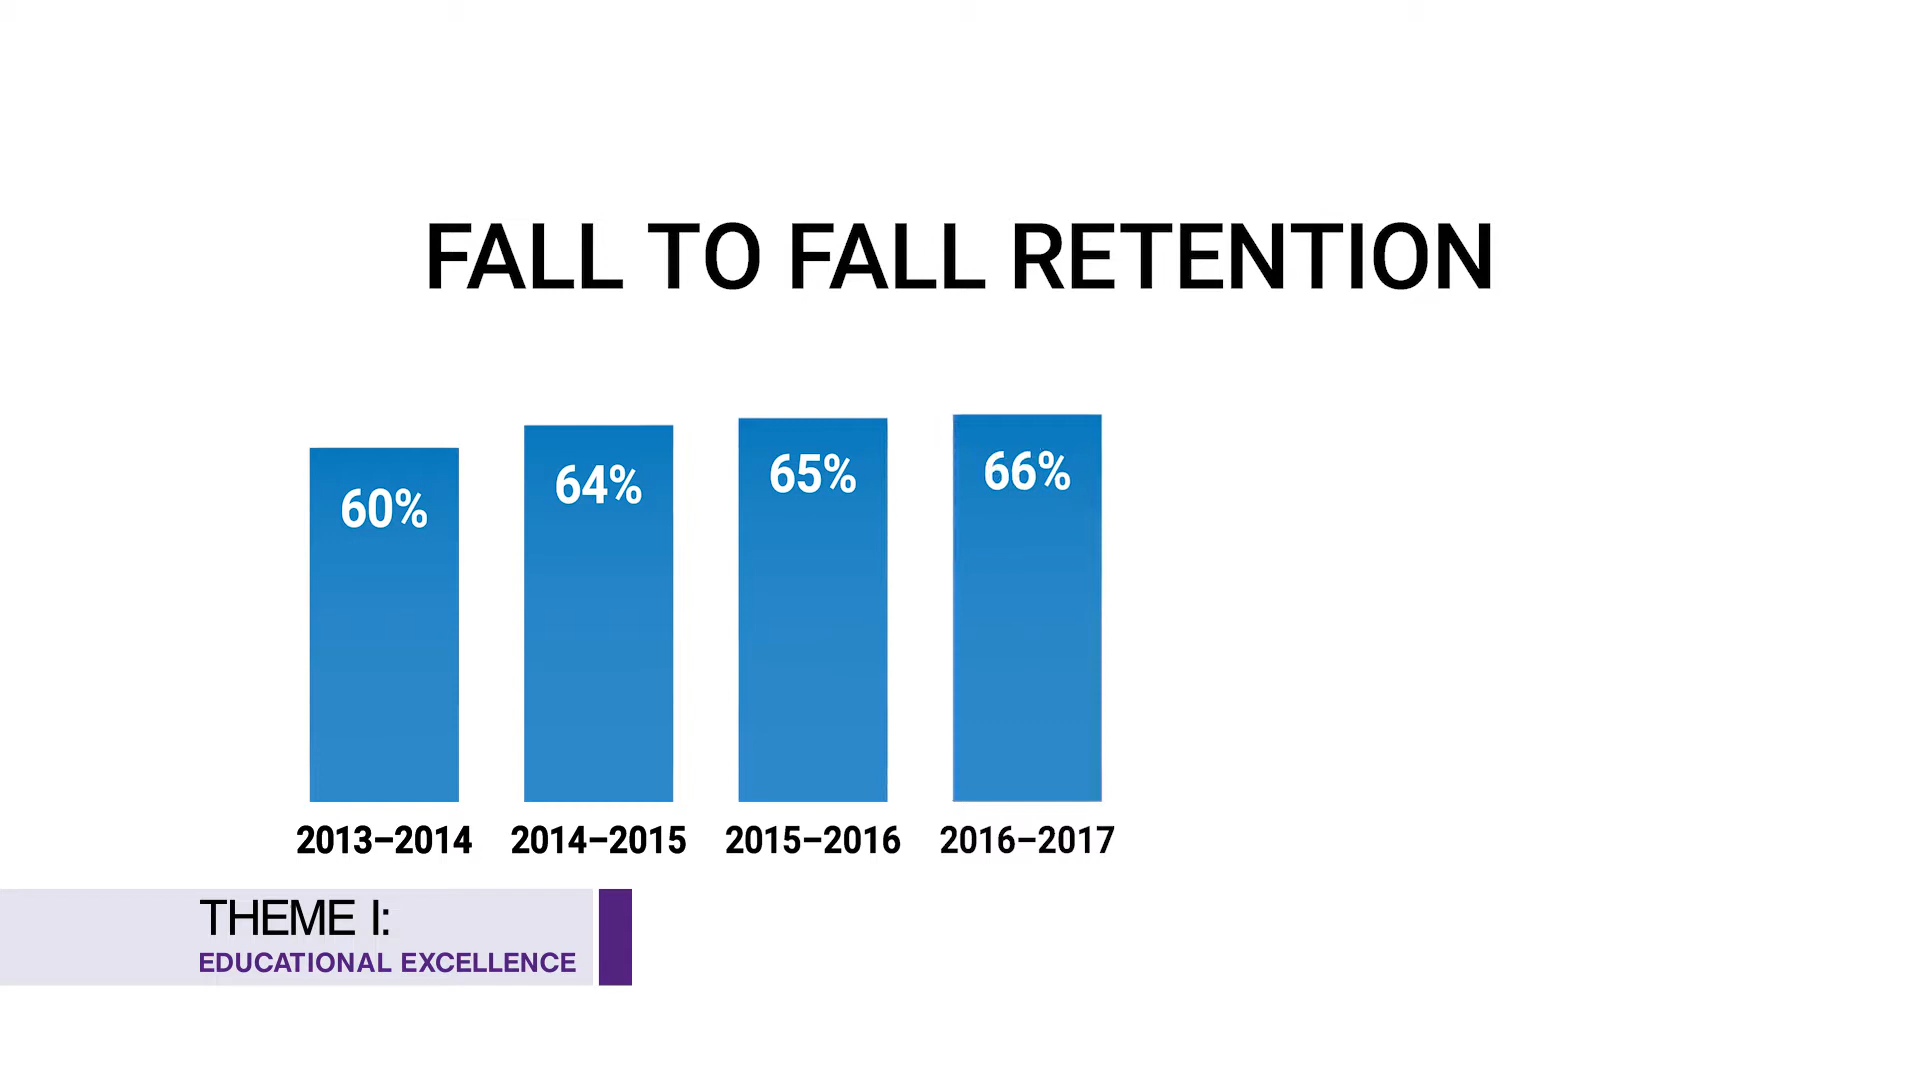 FALL TO FALL RETENTION
60%
64%
65%
66%
2013–2014
2014–2015
2015–2016
2016–2017
THEME I:
EDUCATIONAL EXCELLENCE